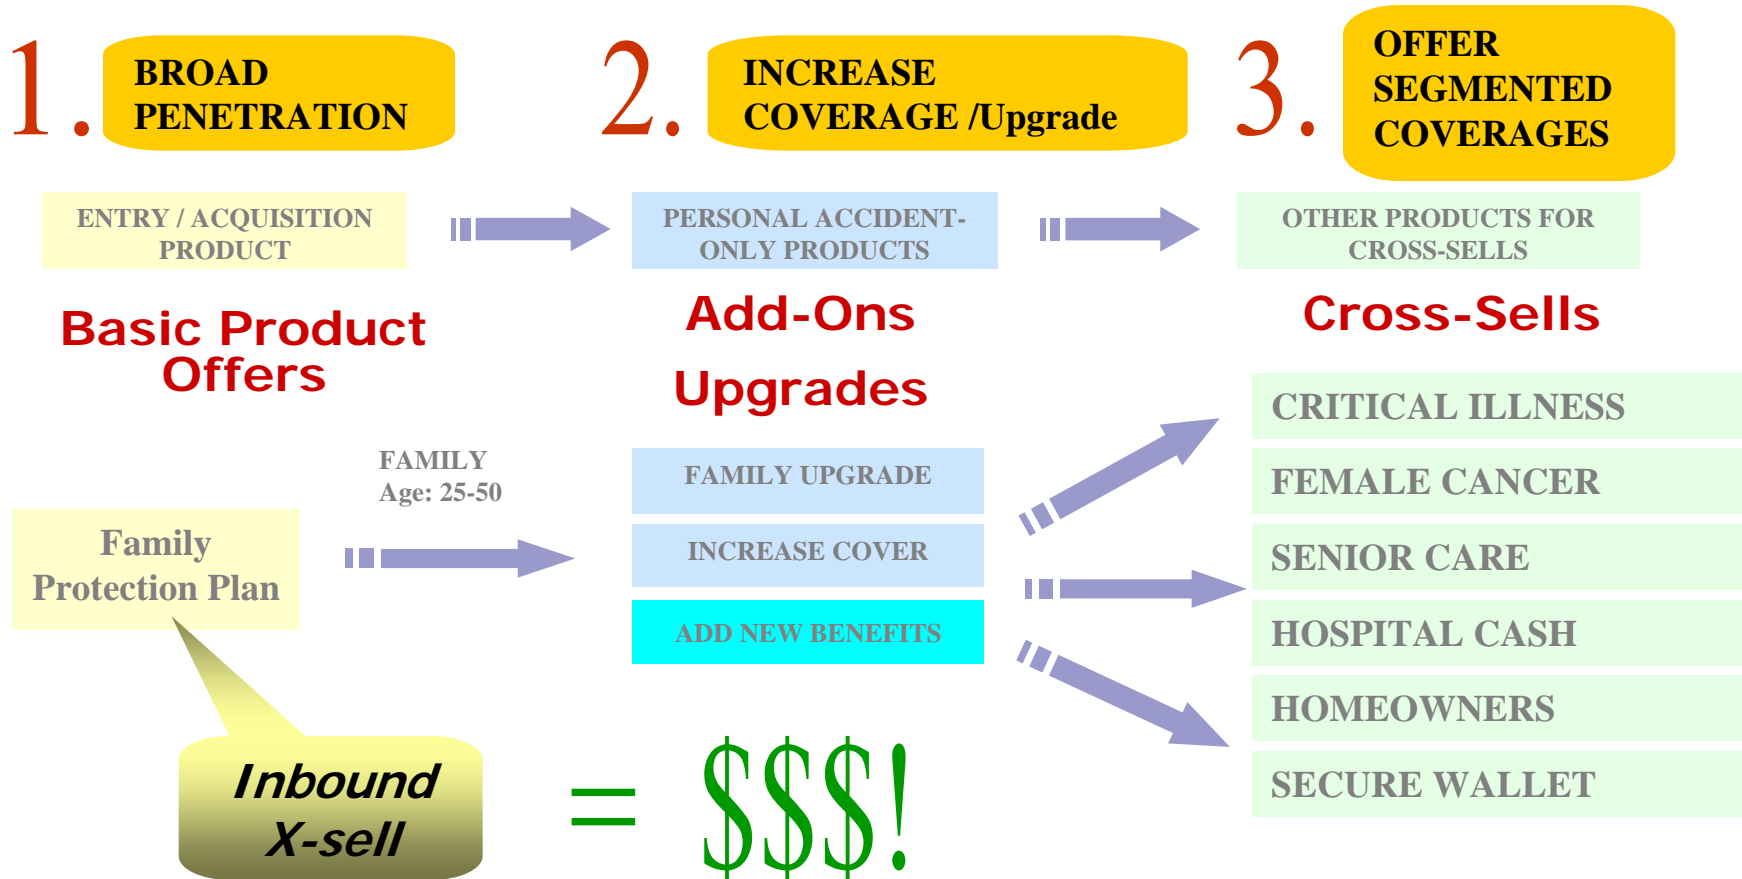 1.
BROAD
PENETRATION
2.
INCREASE
COVERAGE /Upgrade
3.
OFFER
SEGMENTED
COVERAGES
ENTRY / ACQUISITION
PRODUCT
PERSONAL ACCIDENT-
ONLY PRODUCTS
OTHER PRODUCTS FOR
CROSS-SELLS
Basic Product
Offers
Add-Ons
Upgrades
Cross-Sells
FAMILY
Age: 25-50
Family
Protection Plan
FAMILY UPGRADE
INCREASE COVER
ADD NEW BENEFITS
CRITICAL ILLNESS
FEMALE CANCER
SENIOR CARE
HOSPITAL CASH
HOMEOWNERS
SECURE WALLET
Inbound
X-sell
= $$$!